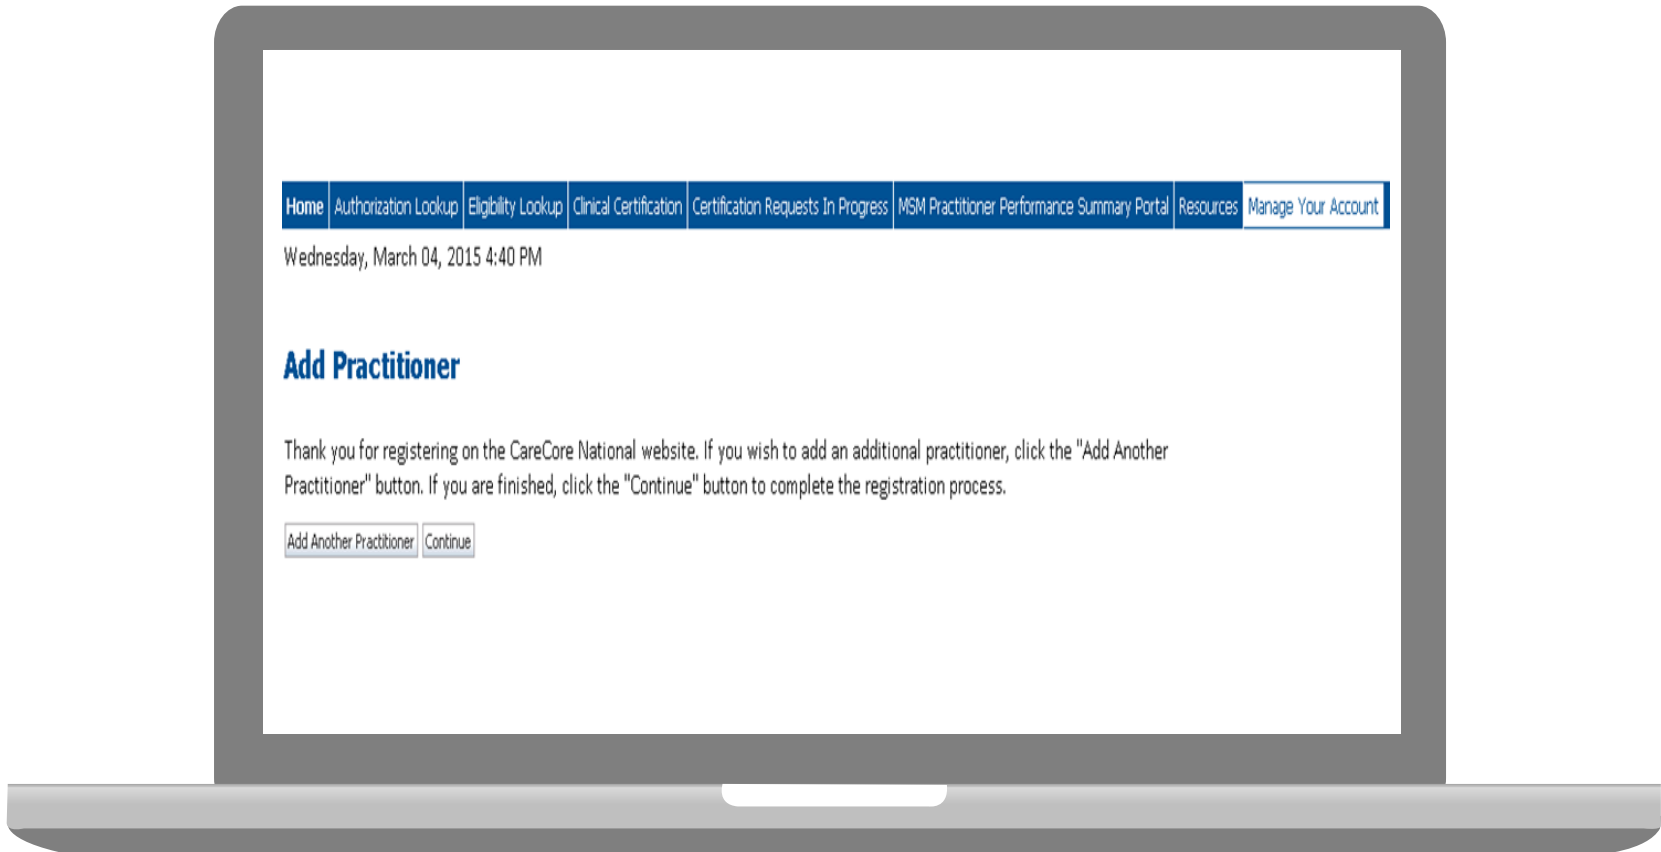 Home Authorization Lookup Eligibility Lookup Clinical Certification Certification Requests In Progress MSM Practitioner Performance Summary Portal Resources Manage Your Account
Wednesday, March 04, 2015 4:40 PM
Add Practitioner
Thank you for registering on the CareCore National website. If you wish to add an additional practitioner, click the "Add Another
Practitioner" button. If you are finished, click the "Continue" button to complete the registration process.
Add Another Practitioner Continue